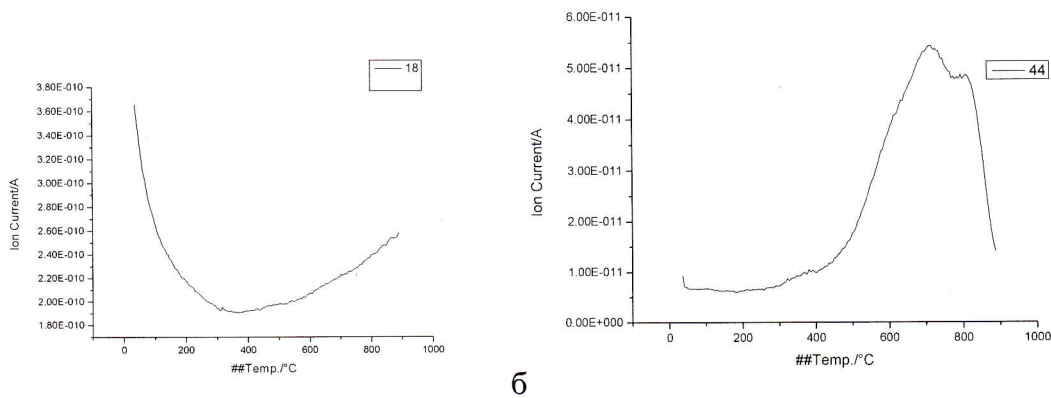 18
3.80E-010
3.60E-010
3.40E-010
3.20E-010
3.00E-010
2.80E-010
2.60E-010
2.40E-010
2.20E-010
2.00E-010
1.80E-010
Ion Current/A
0 200 400 600 800 1000
##Temp./°C
б
44
6.00E-011
5.00E-011
4.00E-011
3.00E-011
2.00E-011
1.00E-011
0.00E+000
Ion Current/A
0 200 400 600 800 1000
##Temp./°C